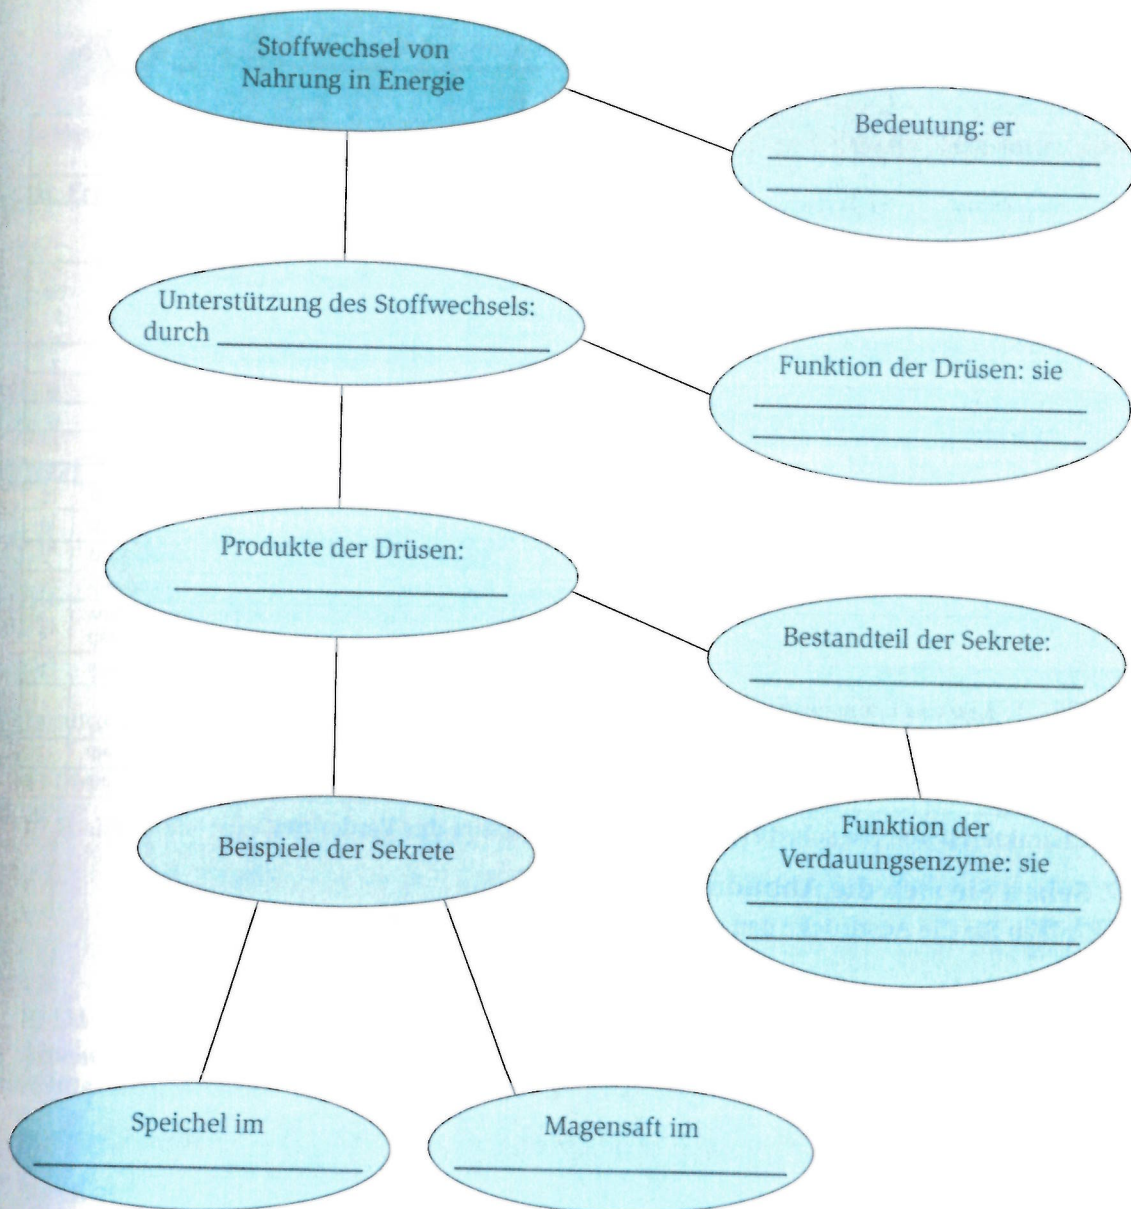 Stoffwechsel von
Nahrung in Energie
Bedeutung: er
Unterstützung des Stoffwechsels:
durch
Funktion der Drüsen: sie
Produkte der Drüsen:
Bestandteil der Sekrete:
Beispiele der Sekrete
Funktion der
Verdauungsenzyme: sie
Speichel im
Magensaft im